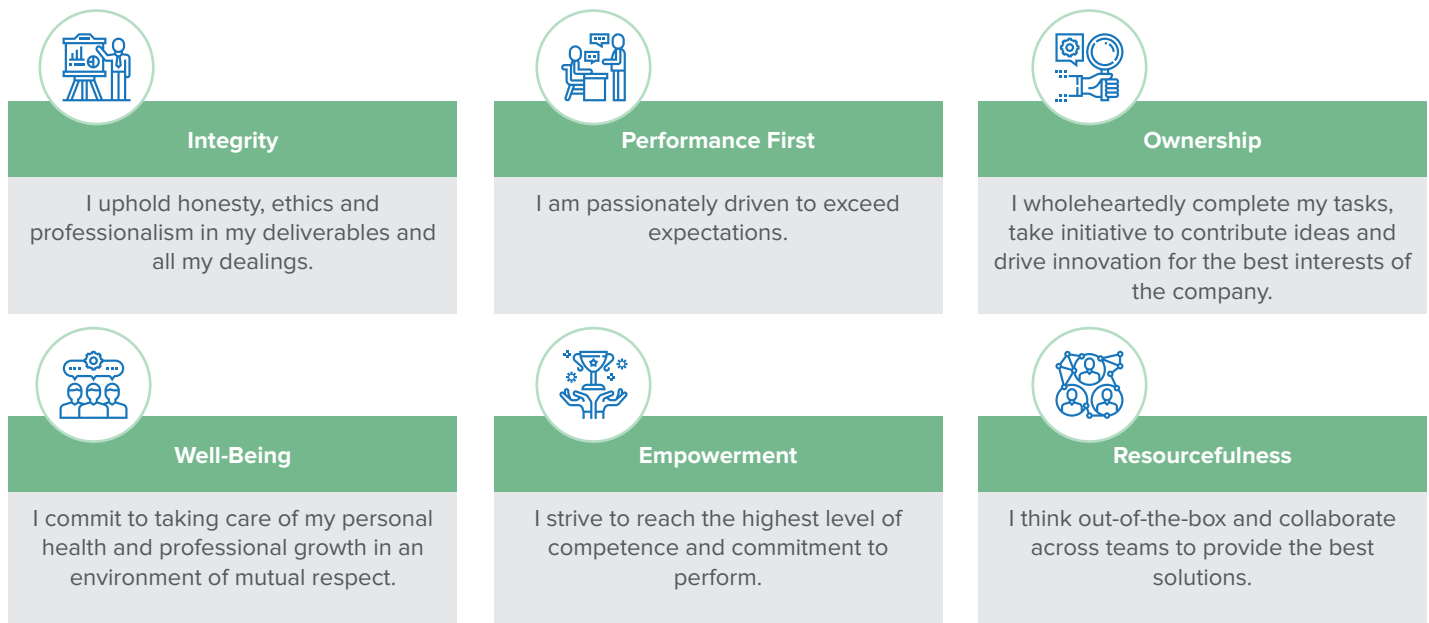 Integrity
I uphold honesty, ethics and
professionalism in my deliverables and
all my dealings.
Performance First
I am passionately driven to exceed
expectations.
Ownership
I wholeheartedly complete my tasks,
take initiative to contribute ideas and
drive innovation for the best interests of
the company.
Well-Being
I commit to taking care of my personal
health and professional growth in an
environment of mutual respect.
Empowerment
I strive to reach the highest level of
competence and commitment to
perform.
Resourcefulness
I think out-of-the-box and collaborate
across teams to provide the best
solutions.